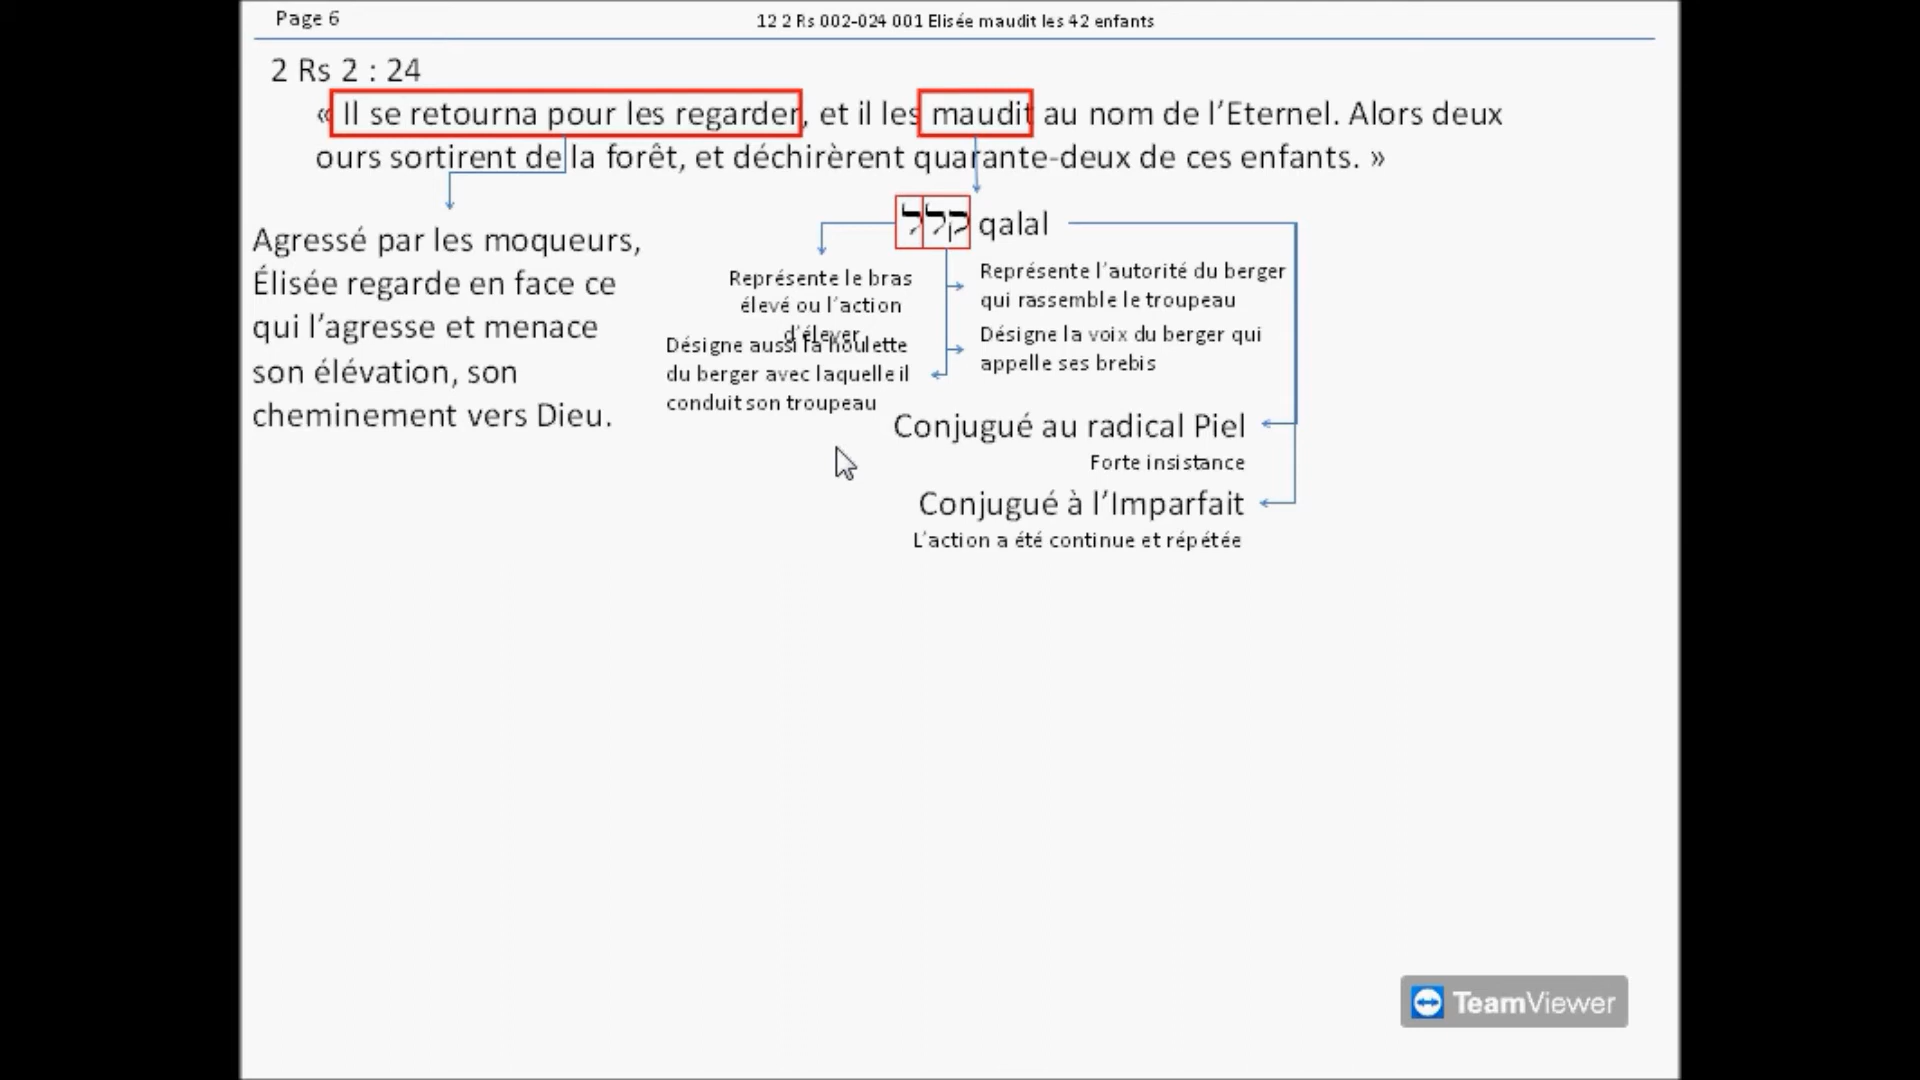 Page 6
12 2 Rs 002-024 001 Elisée maudit les 42 enfants
2 Rs 2 : 24
« Il se retourna pour les regarder, et il les maudit au nom de l’Eternel. Alors deux
ours sortirent de la forêt, et déchirèrent quarante-deux de ces enfants. »
קלל qalal
Agressé par les moqueurs,
Élisée regarde en face ce
qui l’agresse et menace
son élévation, son
cheminement vers Dieu.
Représente le bras
élevé ou l’action
d’élever
Désigne aussi la houlette
du berger avec laquelle il
conduit son troupeau
Représente l’autorité du berger
qui rassemble le troupeau
Désigne la voix du berger qui
appelle ses brebis
Conjugué au radical Piel
Forte insistance
Conjugué à l’Imparfait
L’action a été continue et répétée
TeamViewer